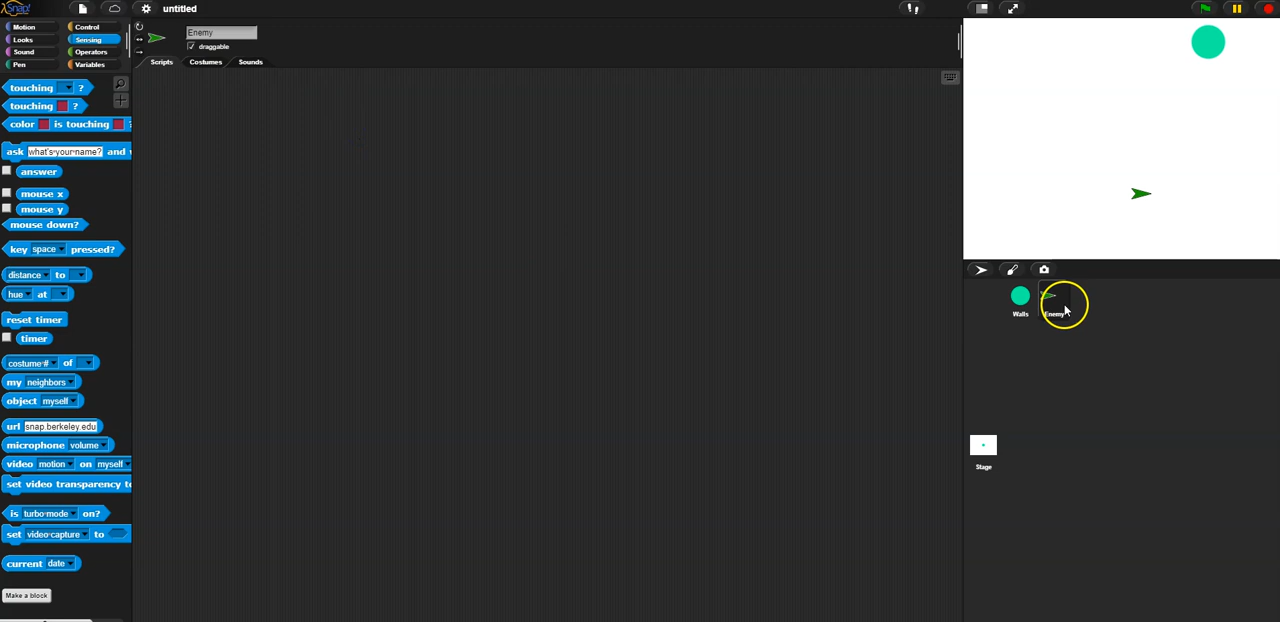 Snap!
untitled
Motion
Control
Looks
Sensing
Sound
Operators
Pen
Variables
Enemy
draggable
Scripts
Costumes
Sounds
touching ?
touching ?
color is touching ?
ask what's your name? and
answer
mouse x
mouse y
mouse down?
key space pressed?
distance to
hue at
reset timer
timer
costume # of
my neighbors
object myself
url snap.berkeley.edu
microphone volume
video motion on myself
set video transparency to
is turbo mode on?
set video capture to
current date
Make a block
Walls
Enemy
Stage